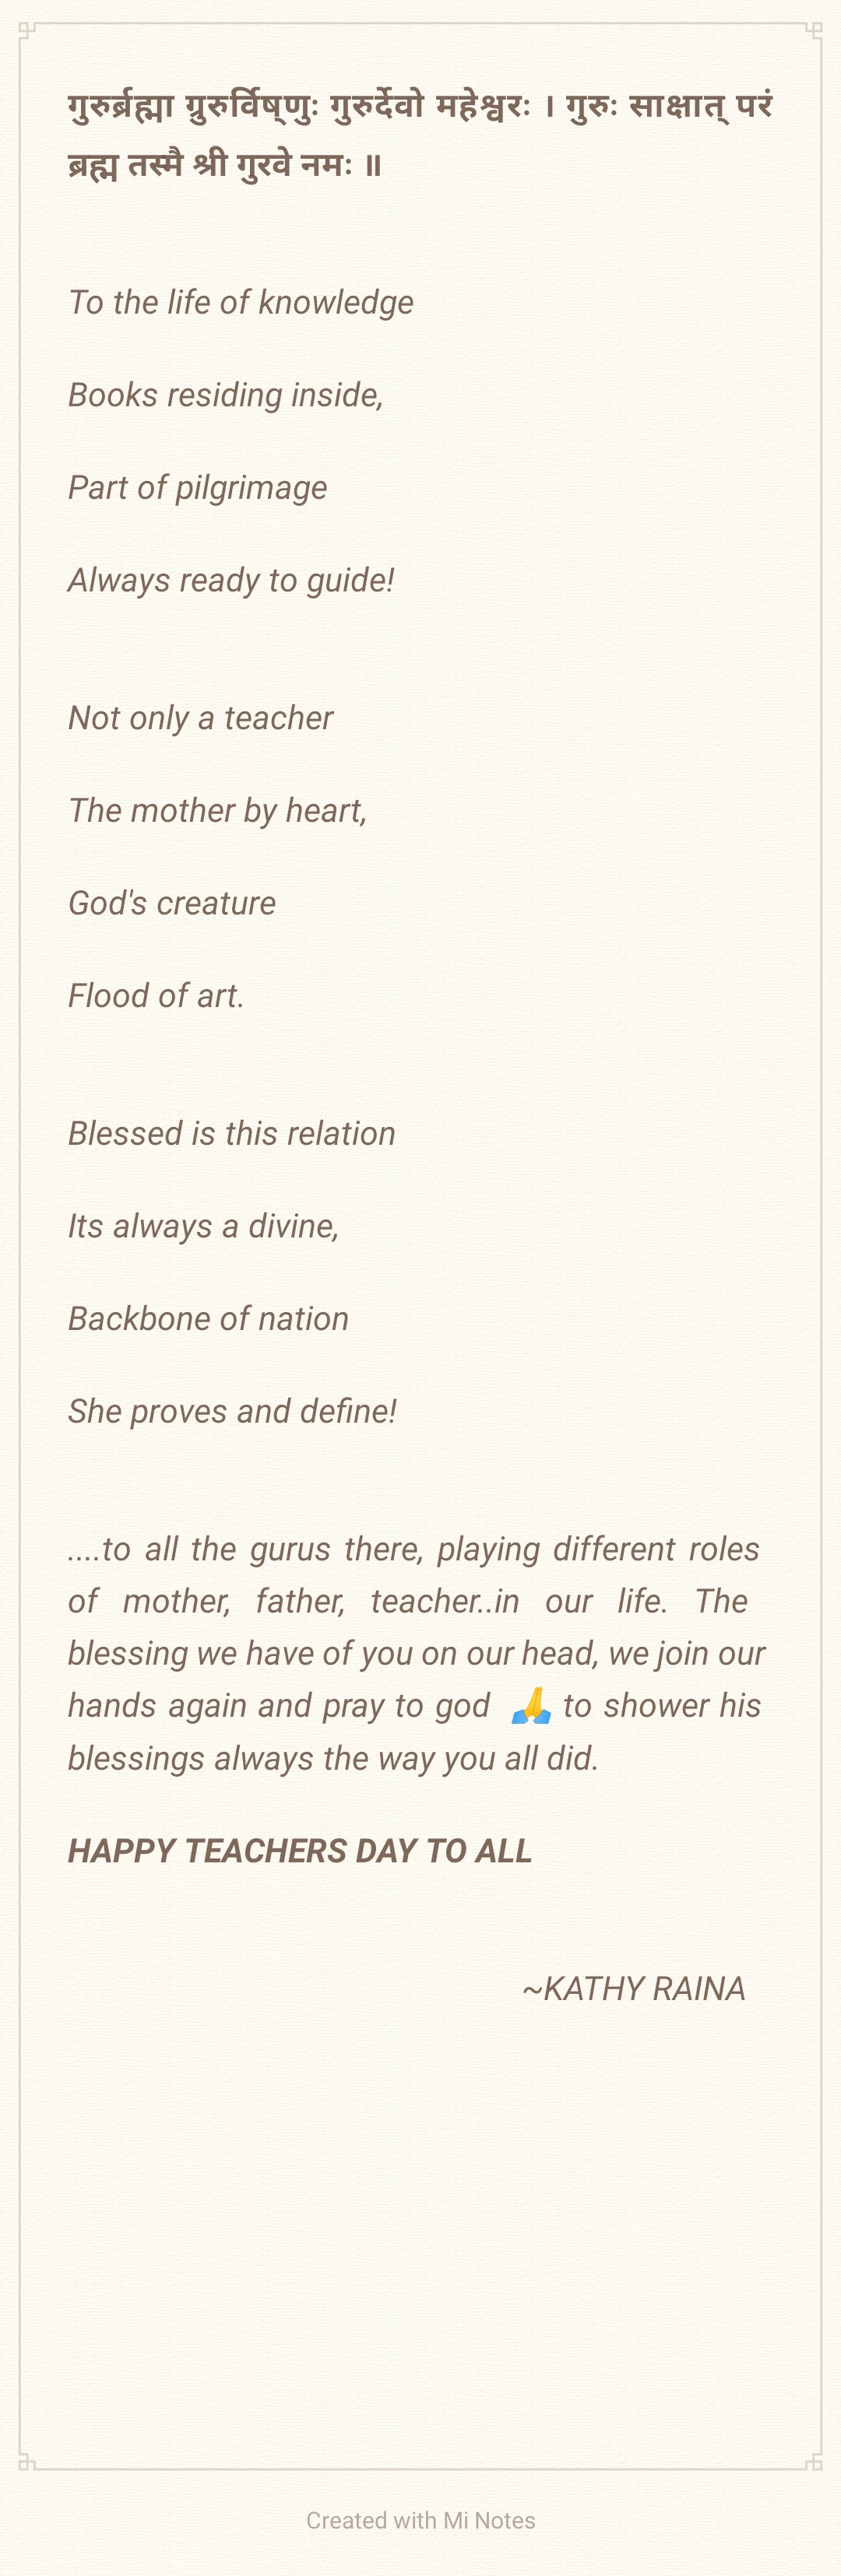 गुरुर्ब्रह्मा ग्रुरुर्विष्णुः गुरुर्देवो महेश्वरः । गुरुः साक्षात् परं
ब्रह्म तस्मै श्री गुरवे नमः ॥
To the life of knowledge
Books residing inside,
Part of pilgrimage
Always ready to guide!
Not only a teacher
The mother by heart,
God's creature
Flood of art.
Blessed is this relation
Its always a divine,
Backbone of nation
She proves and define!
....to all the gurus there, playing different roles
of mother, father, teacher..in our life. The
blessing we have of you on our head, we join our
hands again and pray to god 🙏 to shower his
blessings always the way you all did.
HAPPY TEACHERS DAY TO ALL
~KATHY RAINA
Created with Mi Notes